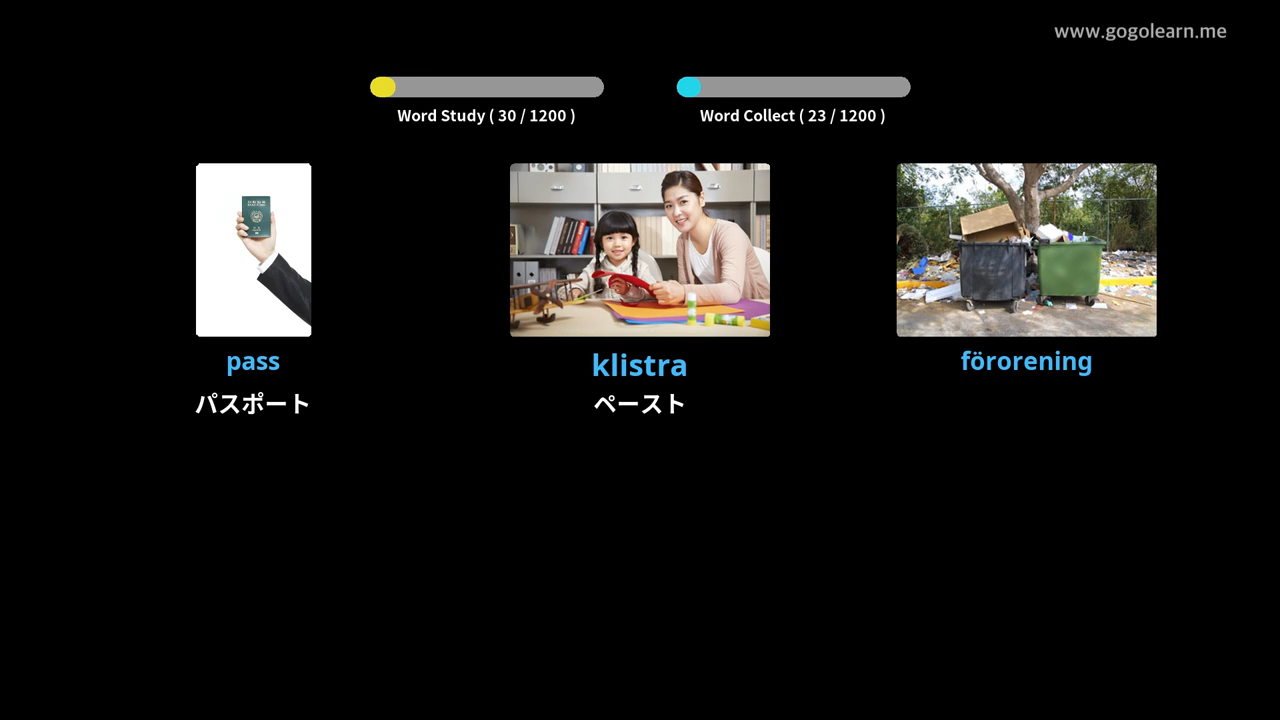 www.gogolearn.me
Word Study ( 30 / 1200 )
Word Collect ( 23 / 1200 )
pass
klistra
förorening
パスポート
ペースト